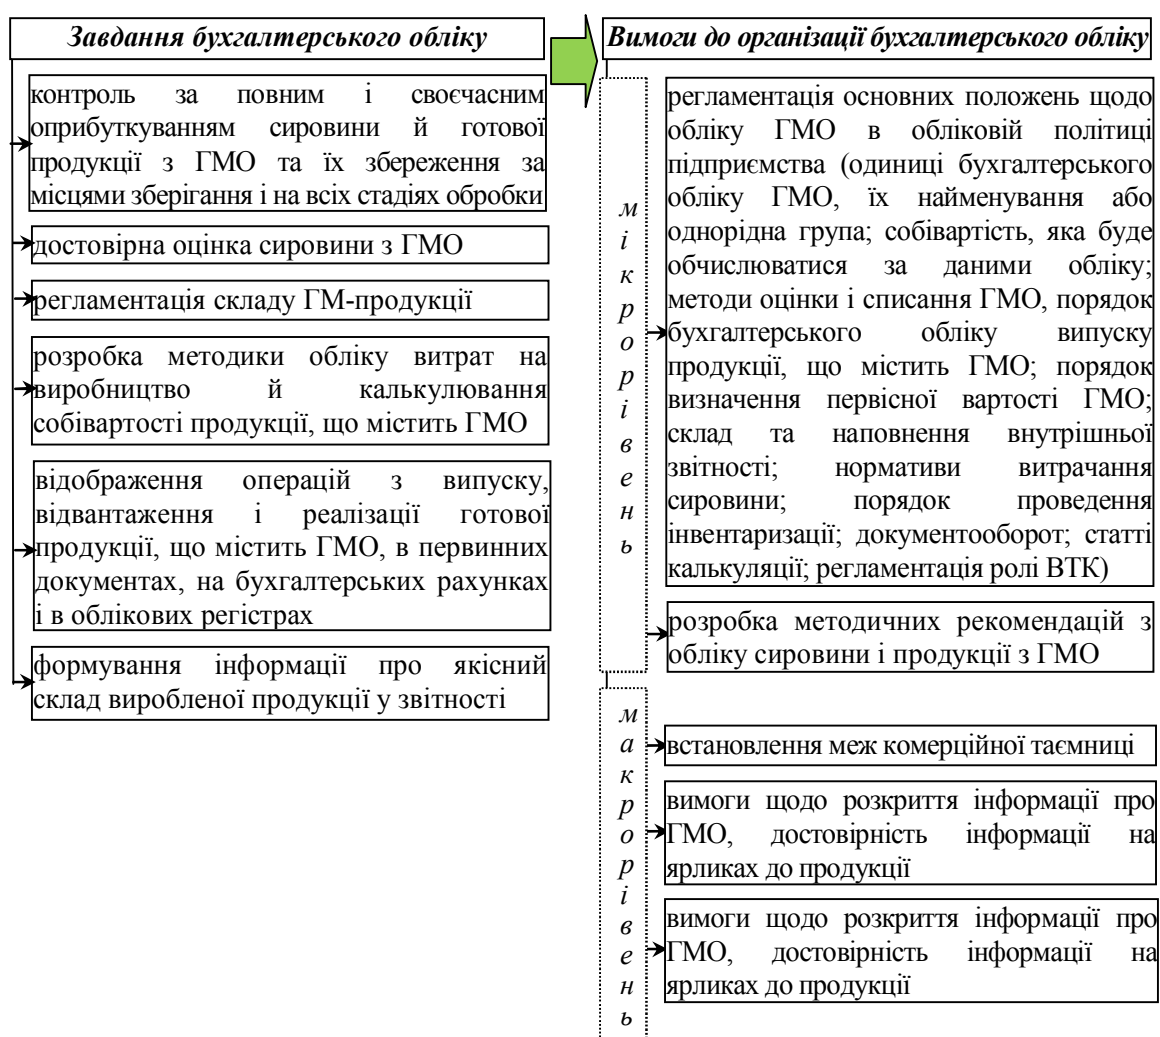 Завдання бухгалтерського обліку
контроль за повним і своєчасним
оприбуткуванням сировини й готової
продукції з ГМО та їх збереження за
місцями зберігання і на всіх стадіях обробки
достовірна оцінка сировини з ГМО
регламентація складу ГМ-продукції
розробка методики обліку витрат на
виробництво й калькулювання
собівартості продукції, що містить ГМО
відображення операцій з випуску,
відвантаження і реалізації готової
продукції, що містить ГМО, в первинних
документах, на бухгалтерських рахунках
і в облікових регістрах
формування інформації про якісний
склад виробленої продукції у звітності
Вимоги до організації бухгалтерського обліку
мікрорівень
регламентація основних положень щодо
обліку ГМО в обліковій політиці
підприємства (одиниці бухгалтерського
обліку ГМО, їх найменування або
однорідна група; собівартість, яка буде
обчислюватися за даними обліку;
методи оцінки і списання ГМО, порядок
бухгалтерського обліку випуску
продукції, що містить ГМО; порядок
визначення первісної вартості ГМО;
склад та наповнення внутрішньої
звітності; нормативи витрачання
сировини; порядок проведення
інвентаризації; документооборот; статті
калькуляції; регламентація ролі ВТК)
розробка методичних рекомендацій з
обліку сировини і продукції з ГМО
макрорівень
встановлення меж комерційної таємниці
вимоги щодо розкриття інформації про
ГМО, достовірність інформації на
ярликах до продукції
вимоги щодо розкриття інформації про
ГМО, достовірність інформації на
ярликах до продукції